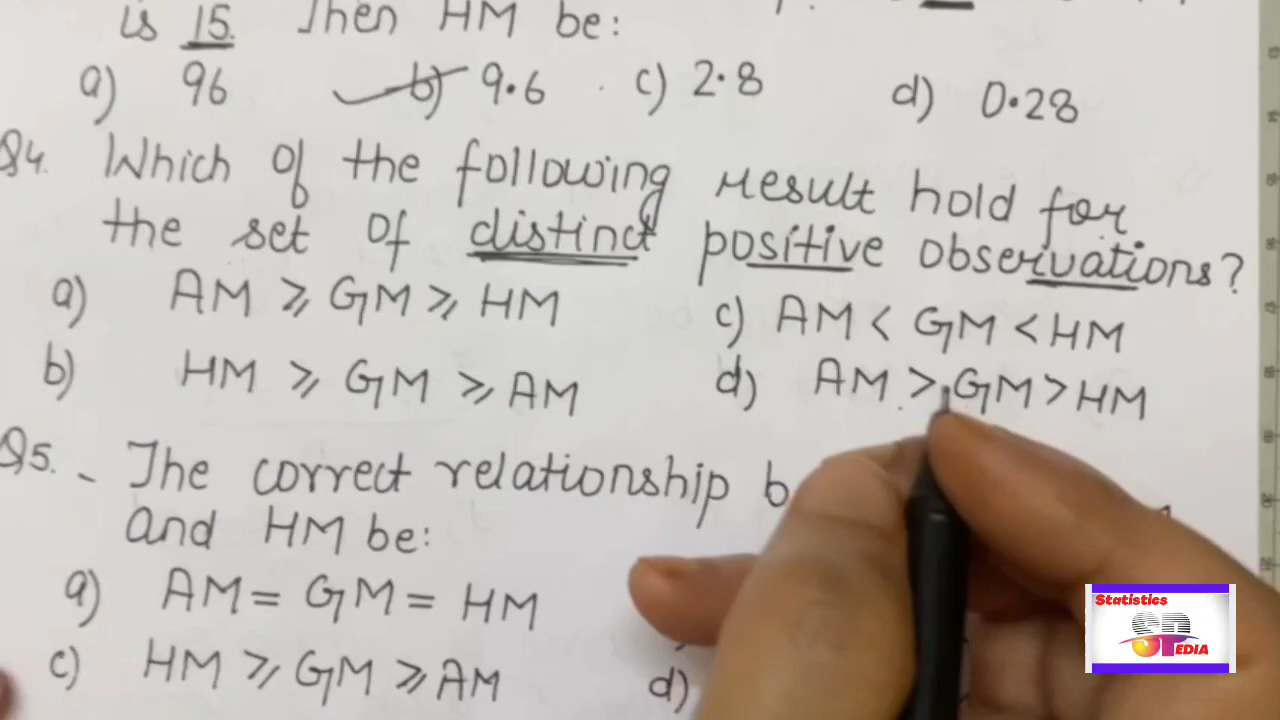 is 15. Then HM be:
a) 96 b) 9.6 c) 2.8 d) 0.28
Q4. Which of the following result hold for
the set of distinct positive observations?
a) AM ≥ GM ≥ HM c) AM < GM < HM
b) HM ≥ GM ≥ AM d) AM > GM > HM
Q5. - The correct relationship
and HM be:
a) AM = GM = HM
c) HM ≥ GM ≥ AM d)
Statistics
PEDIA